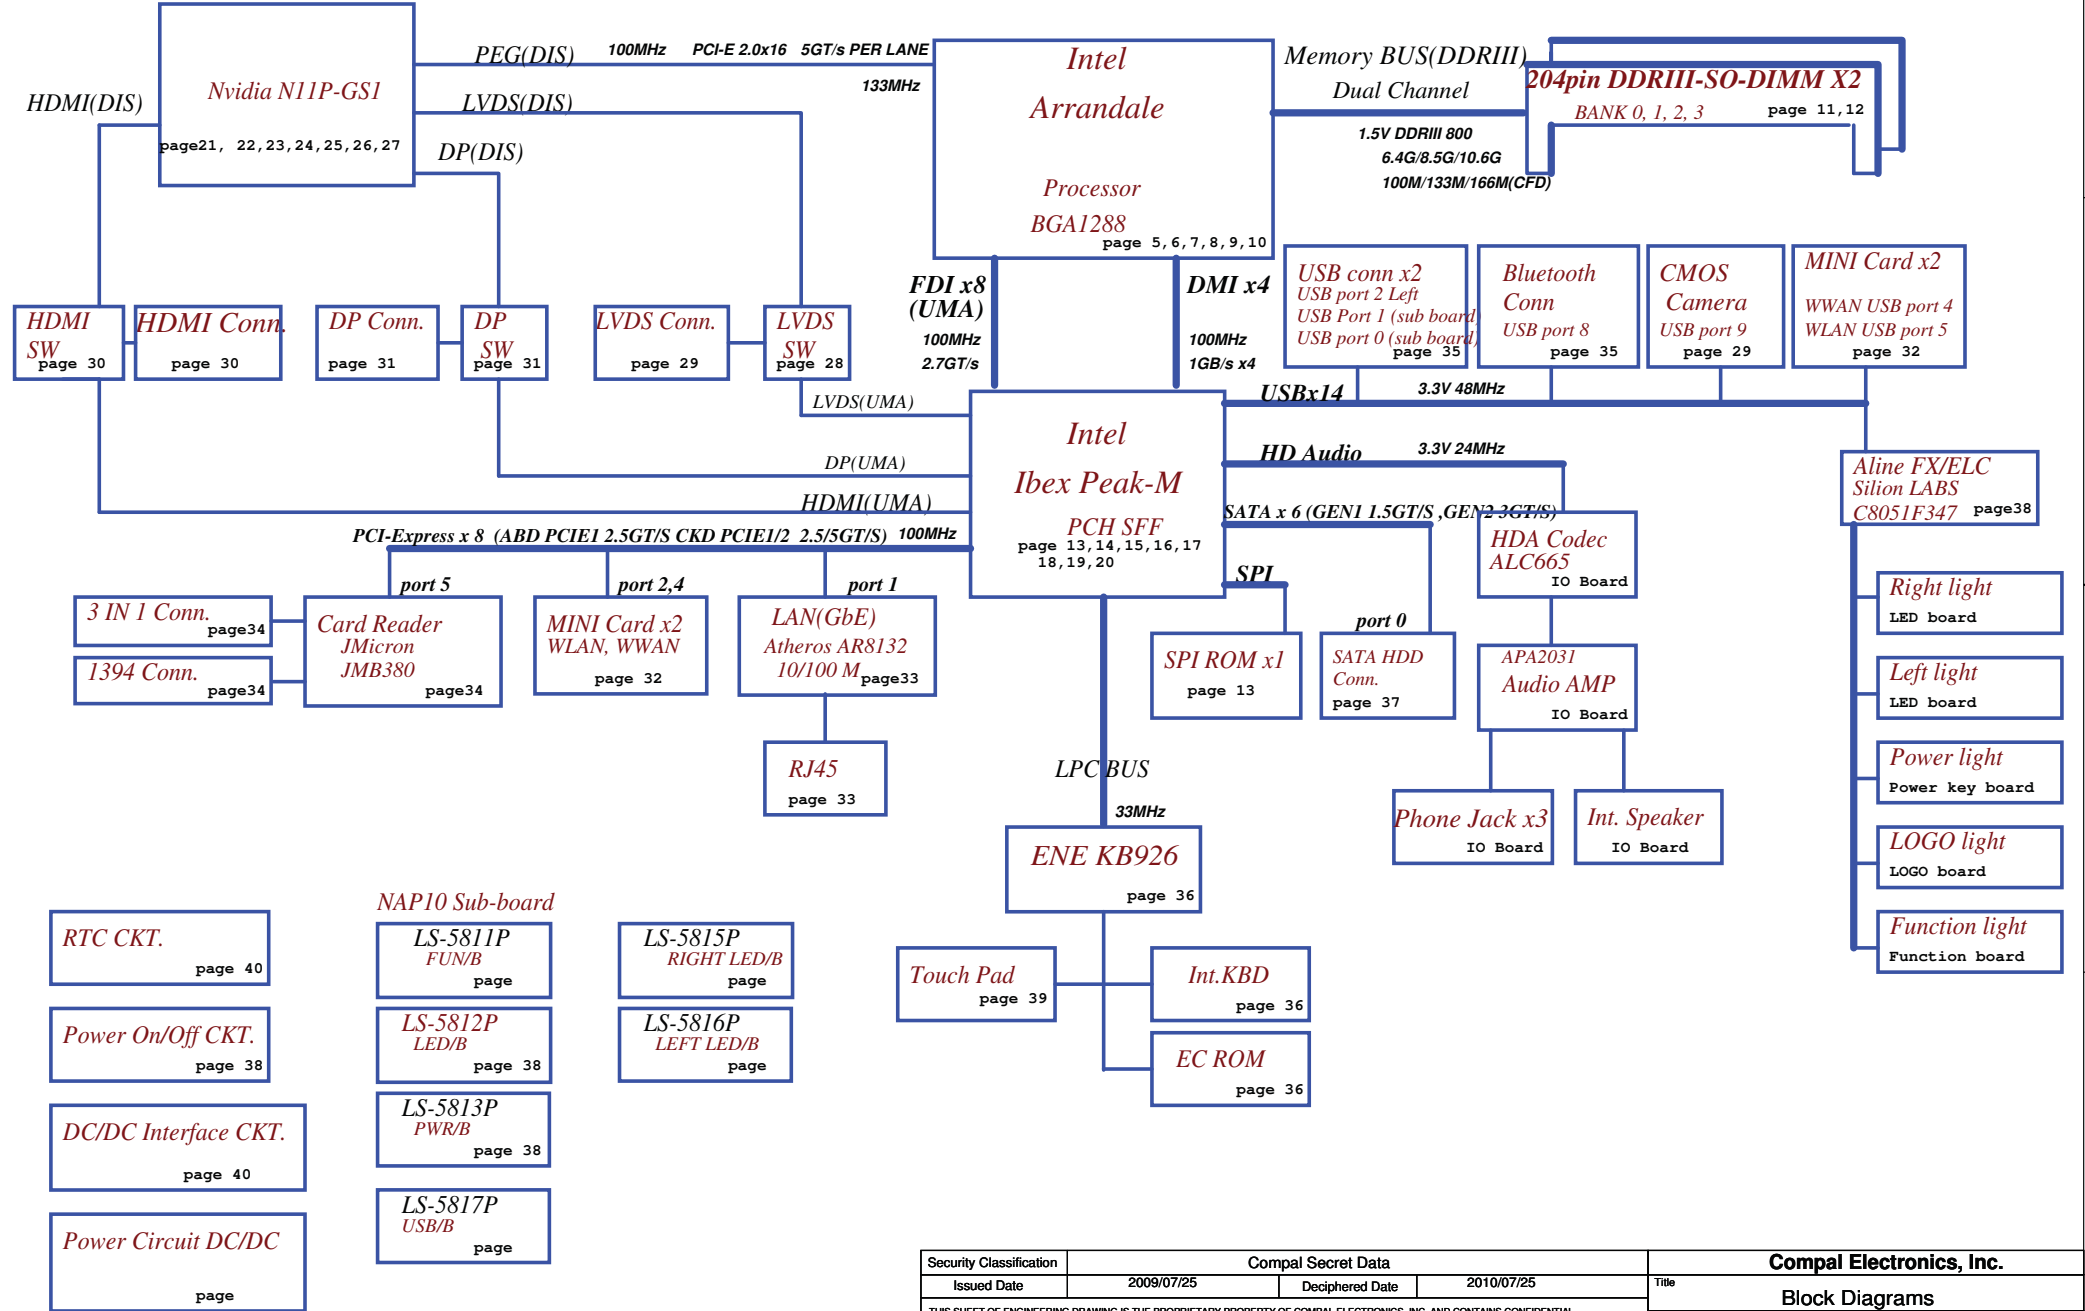 Nvidia N11P-GS1
page21, 22,23,24,25,26,27
HDMI(DIS)
PEG(DIS)
100MHz PCI-E 2.0x16 5GT/s PER LANE
133MHz
LVDS(DIS)
DP(DIS)
Intel
Arrandale
Processor
BGA1288
page 5,6,7,8,9,10
Memory BUS(DDRIII)
Dual Channel
1.5V DDRIII 800
6.4G/8.5G/10.6G
100M/133M/166M(CFD)
204pin DDRIII-SO-DIMM X2
BANK 0, 1, 2, 3 page 11,12
HDMI
SW
page 30
HDMI Conn.
page 30
DP Conn.
page 31
DP
SW
page 31
LVDS Conn.
page 29
LVDS
SW
page 28
FDI x8
(UMA)
100MHz
2.7GT/s
DMI x4
100MHz
1GB/s x4
USB conn x2
USB port 2 Left
USB Port 1 (sub board)
USB port 0 (sub board)
page 35
Bluetooth
Conn
USB port 8
page 35
CMOS
Camera
USB port 9
page 29
MINI Card x2
WWAN USB port 4
WLAN USB port 5
page 32
LVDS(UMA)
DP(UMA)
HDMI(UMA)
PCI-Express x 8 (ABD PCIE1 2.5GT/S CKD PCIE1/2 2.5/5GT/S) 100MHz
Intel
Ibex Peak-M
PCH SFF
page 13,14,15,16,17
18,19,20
USBx14 3.3V 48MHz
HD Audio 3.3V 24MHz
SATA x 6 (GEN1 1.5GT/S ,GEN2 3GT/S)
SPI
Aline FX/ELC
Silion LABS
C8051F347 page38
HDA Codec
ALC665
IO Board
port 5
port 2,4
port 1
port 0
3 IN 1 Conn.
page34
1394 Conn.
page34
Card Reader
JMicron
JMB380
page34
MINI Card x2
WLAN, WWAN
page 32
LAN(GbE)
Atheros AR8132
10/100 M page33
RJ45
page 33
SPI ROM x1
page 13
SATA HDD
Conn.
page 37
APA2031
Audio AMP
IO Board
Phone Jack x3
IO Board
Int. Speaker
IO Board
Right light
LED board
Left light
LED board
Power light
Power key board
LOGO light
LOGO board
Function light
Function board
LPC BUS
33MHz
ENE KB926
page 36
Touch Pad
page 39
Int.KBD
page 36
EC ROM
page 36
RTC CKT.
page 40
Power On/Off CKT.
page 38
DC/DC Interface CKT.
page 40
Power Circuit DC/DC
page
NAP10 Sub-board
LS-5811P
FUN/B
page
LS-5812P
LED/B
page 38
LS-5813P
PWR/B
page 38
LS-5817P
USB/B
page
LS-5815P
RIGHT LED/B
page
LS-5816P
LEFT LED/B
page
Security Classification Compal Secret Data
Issued Date 2009/07/25 Deciphered Date 2010/07/25
THIS SHEET OF ENGINEERING DRAWING IS THE PROPRIETARY PROPERTY OF COMPAL ELECTRONICS, INC. AND CONTAINS CONFIDENTIAL
Compal Electronics, Inc.
Title
Block Diagrams